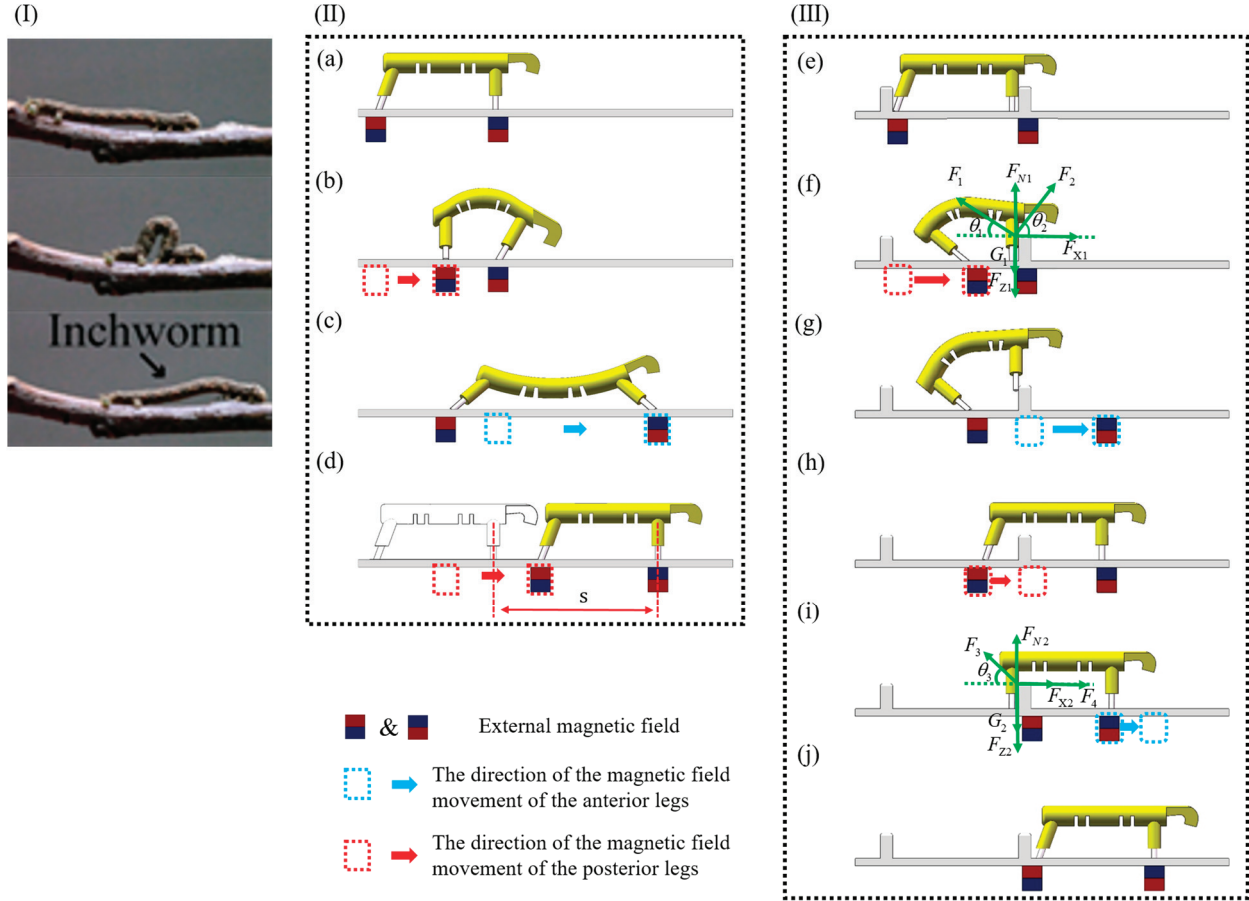 (I)
Inchworm
(II)
(a)
(b)
(c)
(d)
s
& External magnetic field
The direction of the magnetic field
movement of the anterior legs
The direction of the magnetic field
movement of the posterior legs
(III)
(e)
(f)
F1 FN1 F2
θ1 θ2
FX1
G1
FZ1
(g)
(h)
(i)
FN2
F3
θ3
FX2 F4
G2
FZ2
(j)